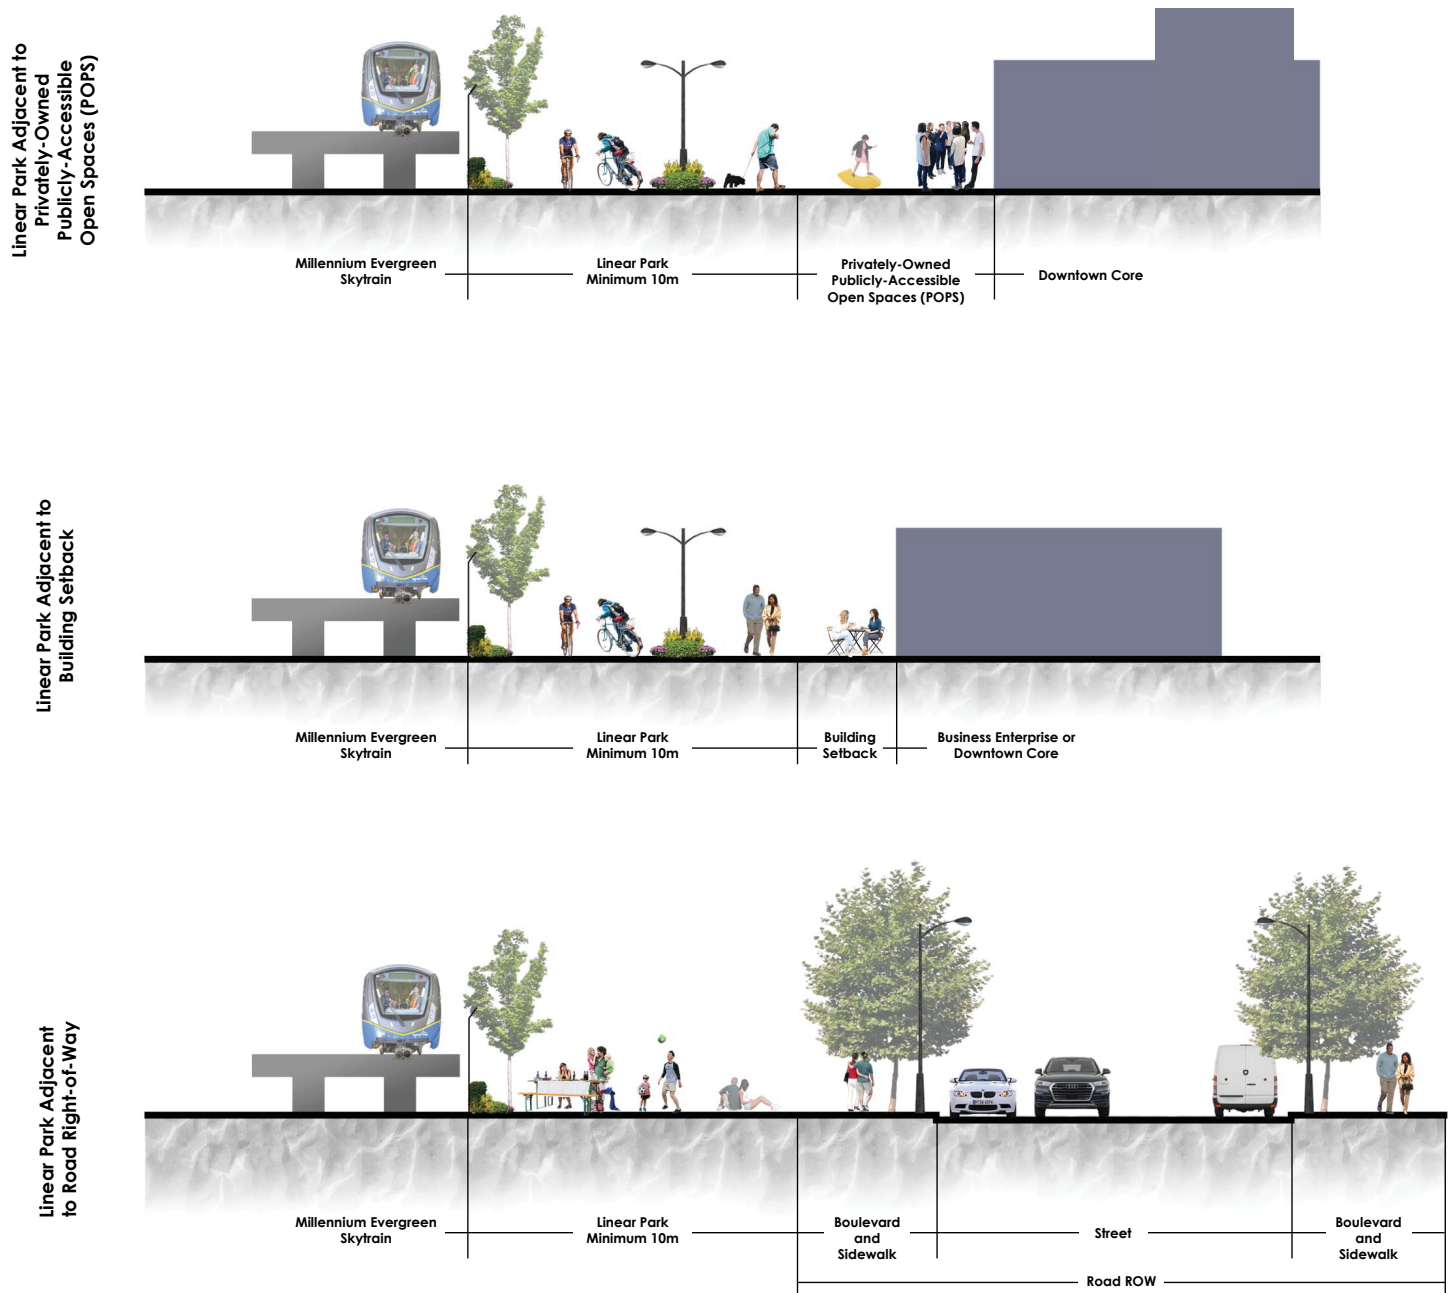 Linear Park Adjacent to
Privately-Owned
Publicly-Accessible
Open Spaces (POPS)
Millennium Evergreen
Skytrain
Linear Park
Minimum 10m
Privately-Owned
Publicly-Accessible
Open Spaces (POPS)
Downtown Core
Linear Park Adjacent to
Building Setback
Millennium Evergreen
Skytrain
Linear Park
Minimum 10m
Building
Setback
Business Enterprise or
Downtown Core
Linear Park Adjacent
to Road Right-of-Way
Millennium Evergreen
Skytrain
Linear Park
Minimum 10m
Boulevard
and
Sidewalk
Street
Boulevard
and
Sidewalk
Road ROW